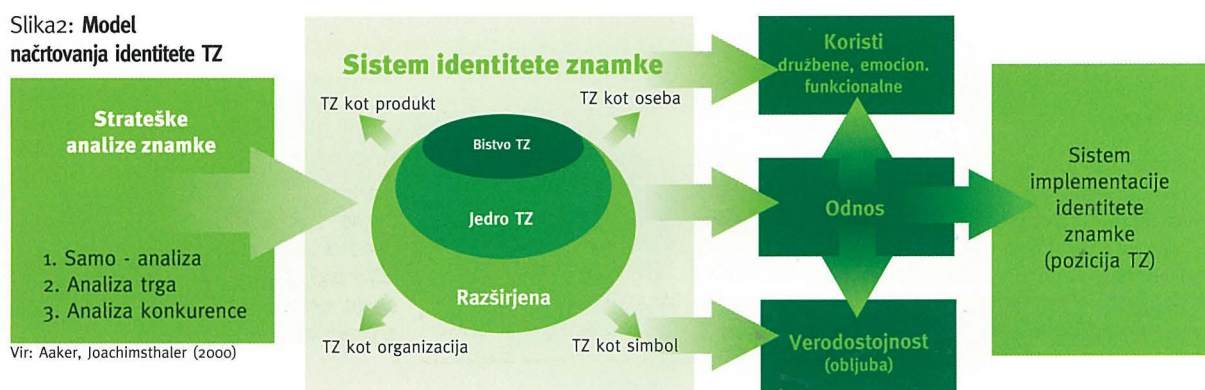 Slika2: Model
načrtovanja identitete TZ
Strateške
analize znamke
1. Samo - analiza
2. Analiza trga
3. Analiza konkurence
Vir: Aaker, Joachimsthaler (2000)
Sistem identitete znamke
TZ kot produkt
TZ kot oseba
Bistvo TZ
Jedro TZ
Razširjena
TZ kot organizacija
TZ kot simbol
Koristi
družbene, emocion.
funkcionalne
Odnos
Verodostojnost
(obljuba)
Sistem
implementacije
identitete
znamke
(pozicija TZ)